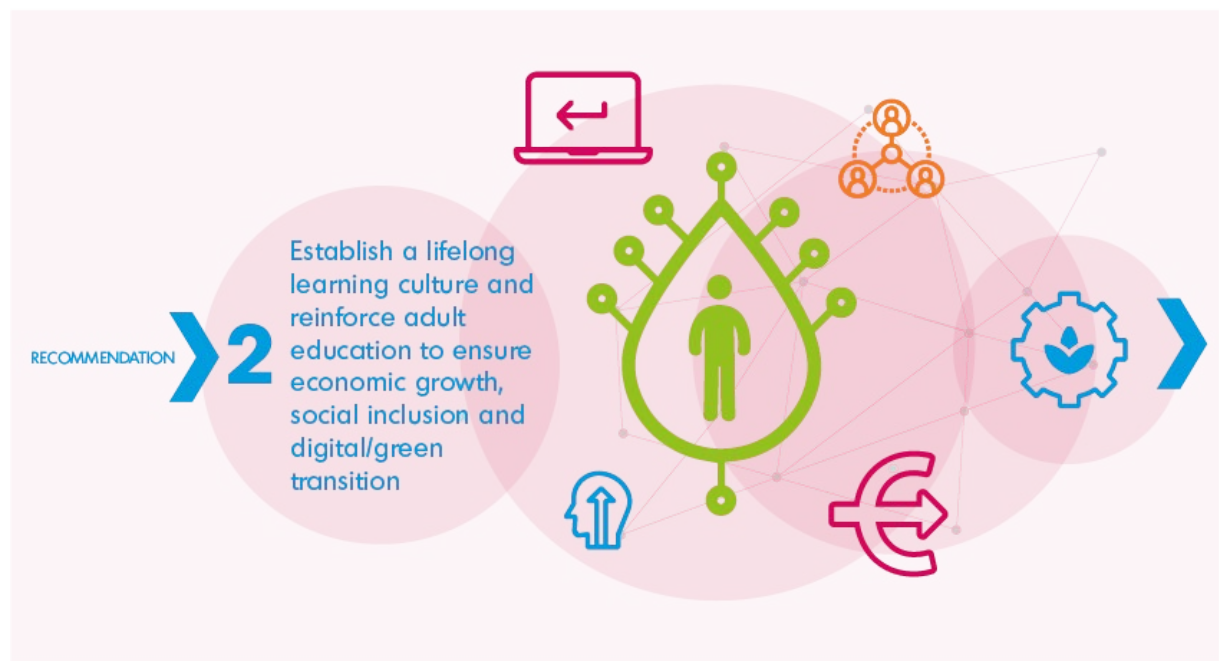 RECOMMENDATION
2
Establish a lifelong
learning culture and
reinforce adult
education to ensure
economic growth,
social inclusion and
digital/green
transition